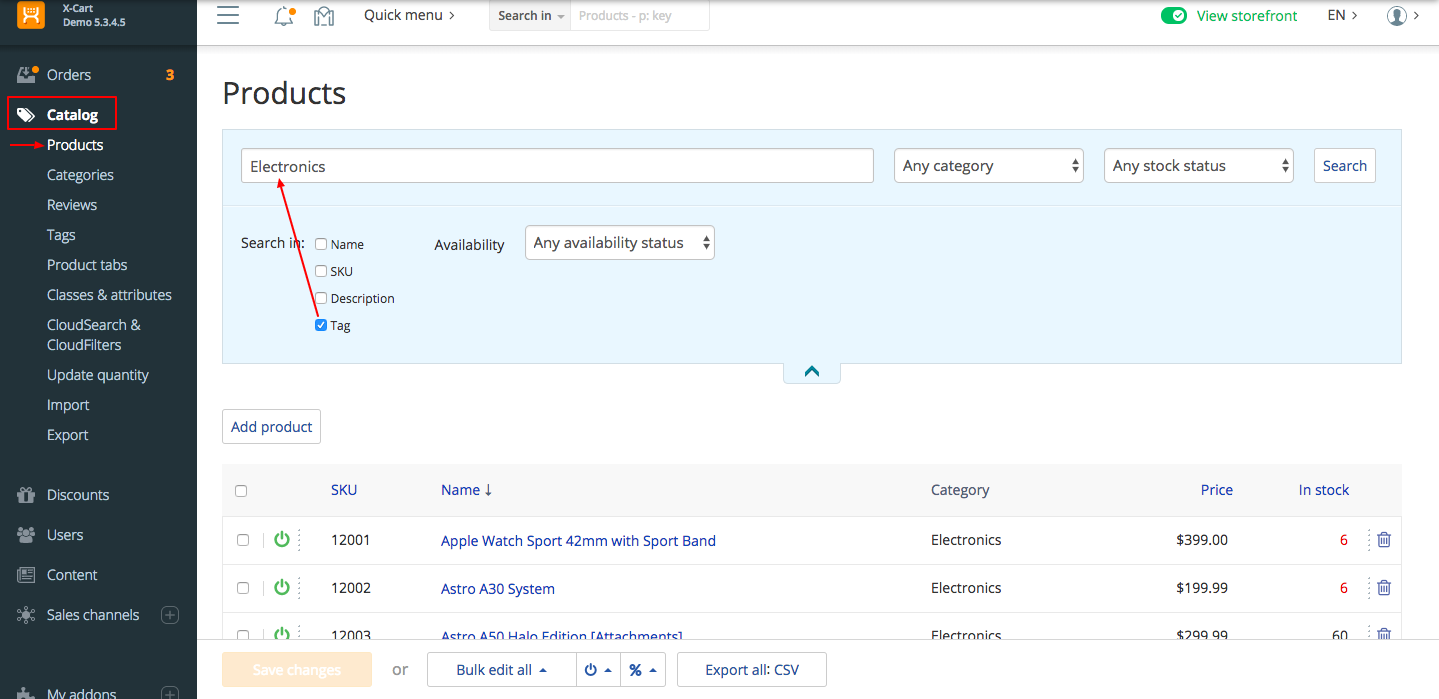 X-Cart
Demo 5.3.4.5
Quick menu
Search in
Products - p: key
View storefront
EN
Orders
3
Catalog
Products
Categories
Reviews
Tags
Product tabs
Classes & attributes
CloudSearch &
CloudFilters
Update quantity
Import
Export
Discounts
Users
Content
Sales channels
My addons
Products
Electronics
Any category
Any stock status
Search
Search in:
Name
SKU
Description
Tag
Availability
Any availability status
Add product
SKU Name Category Price In stock
12001 Apple Watch Sport 42mm with Sport Band Electronics $399.00 6
12002 Astro A30 System Electronics $199.99 6
12003 Astro A50 Halo Edition [Attachments] Electronics $299.99 60
Save changes or Bulk edit all % Export all: CSV